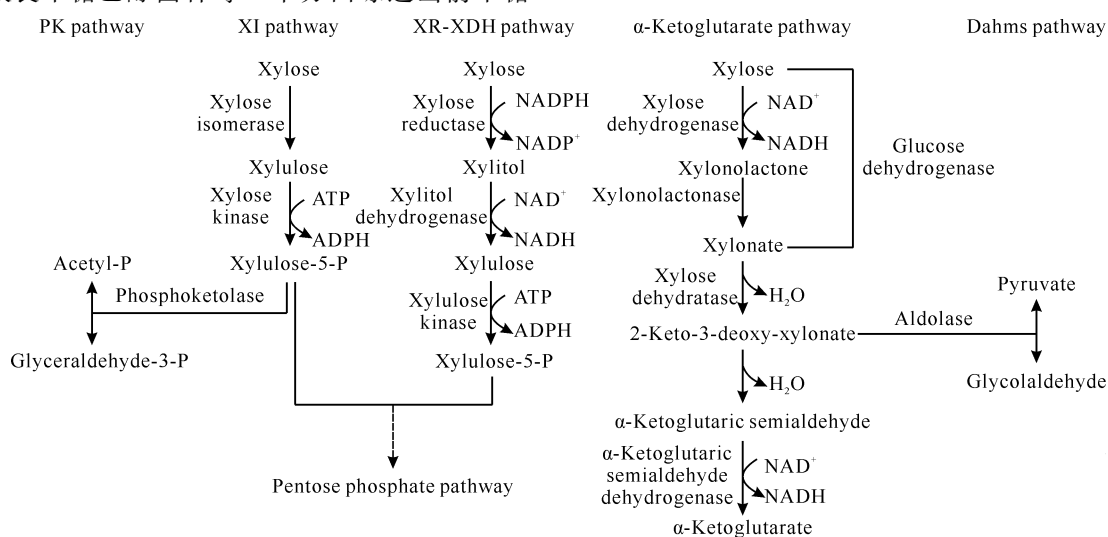 PK pathway
XI pathway
XR-XDH pathway
α-Ketoglutarate pathway
Dahms pathway
Xylose
Xylose
isomerase
Xylulose
Xylose
kinase
ATP
ADPH
Xylulose-5-P
Acetyl-P
Phosphoketolase
Glyceraldehyde-3-P
Xylose
Xylose
reductase
NADPH
NADP⁺
Xylitol
Xylitol
dehydrogenase
NAD⁺
NADH
Xylulose
Xylulose
kinase
ATP
ADPH
Xylulose-5-P
Pentose phosphate pathway
Xylose
Xylose
dehydrogenase
NAD⁺
NADH
Glucose
dehydrogenase
Xylonolactone
Xylonolactonase
Xylonate
Xylose
dehydratase
H₂O
2-Keto-3-deoxy-xylonate
Aldolase
Pyruvate
Glycolaldehyde
H₂O
α-Ketoglutaric semialdehyde
α-Ketoglutaric
semialdehyde
dehydrogenase
NAD⁺
NADH
α-Ketoglutarate